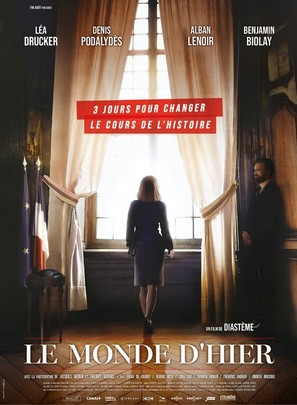 LÉA
DRUCKER
DENIS
PODALYDÈS
ALBAN
LENOIR
BENJAMIN
BIOLAY
3 JOURS POUR CHANGER
LE COURS DE L'HISTOIRE
UN FILM DE DIASTÈME
LE MONDE D'HIER